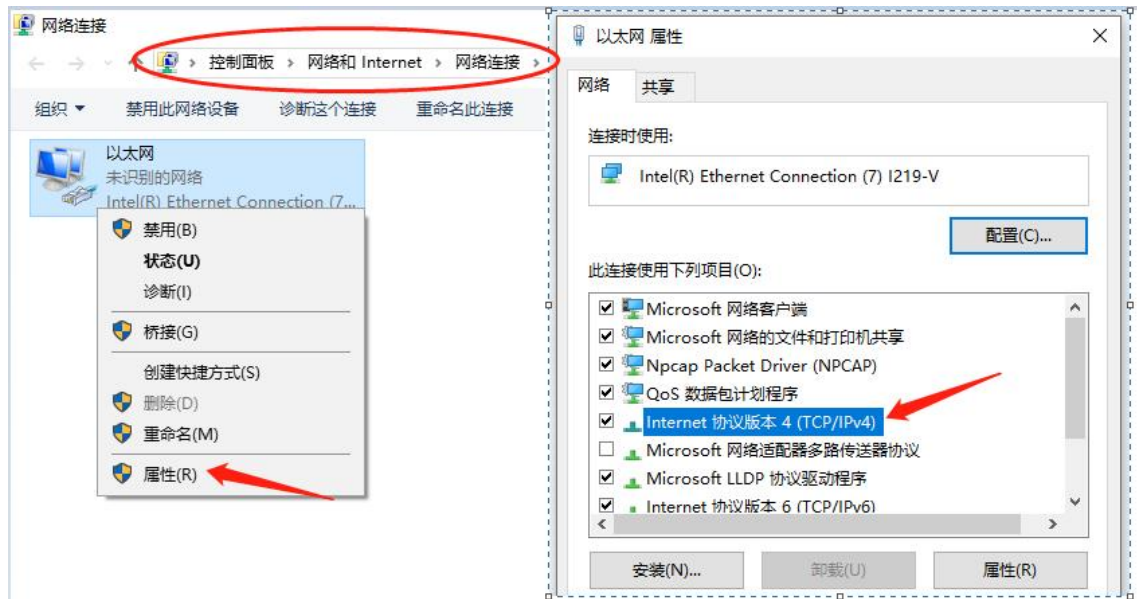 网络连接
控制面板 › 网络和 Internet › 网络连接 ›
组织 禁用此网络设备 诊断这个连接 重命名此连接
以太网
未识别的网络
Intel(R) Ethernet Connection (7...
禁用(B)
状态(U)
诊断(I)
桥接(G)
创建快捷方式(S)
删除(D)
重命名(M)
属性(R)
以太网 属性
网络 共享
连接时使用:
Intel(R) Ethernet Connection (7) I219-V
配置(C)...
此连接使用下列项目(O):
Microsoft 网络客户端
Microsoft 网络的文件和打印机共享
Npcap Packet Driver (NPCAP)
QoS 数据包计划程序
Internet 协议版本 4 (TCP/IPv4)
Microsoft 网络适配器多路传送器协议
Microsoft LLDP 协议驱动程序
Internet 协议版本 6 (TCP/IPv6)
安装(N)... 卸载(U) 属性(R)